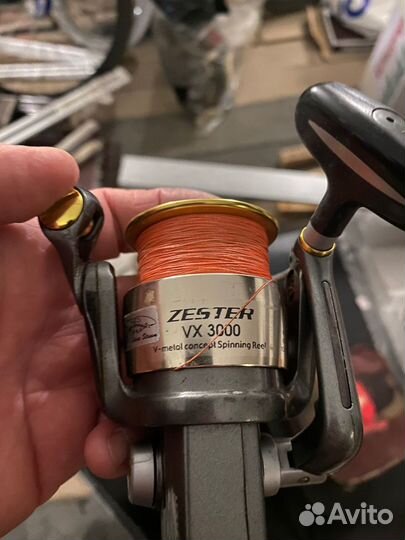 ZESTER
VX 3000
V-metal concept Spinning Reel
Avito